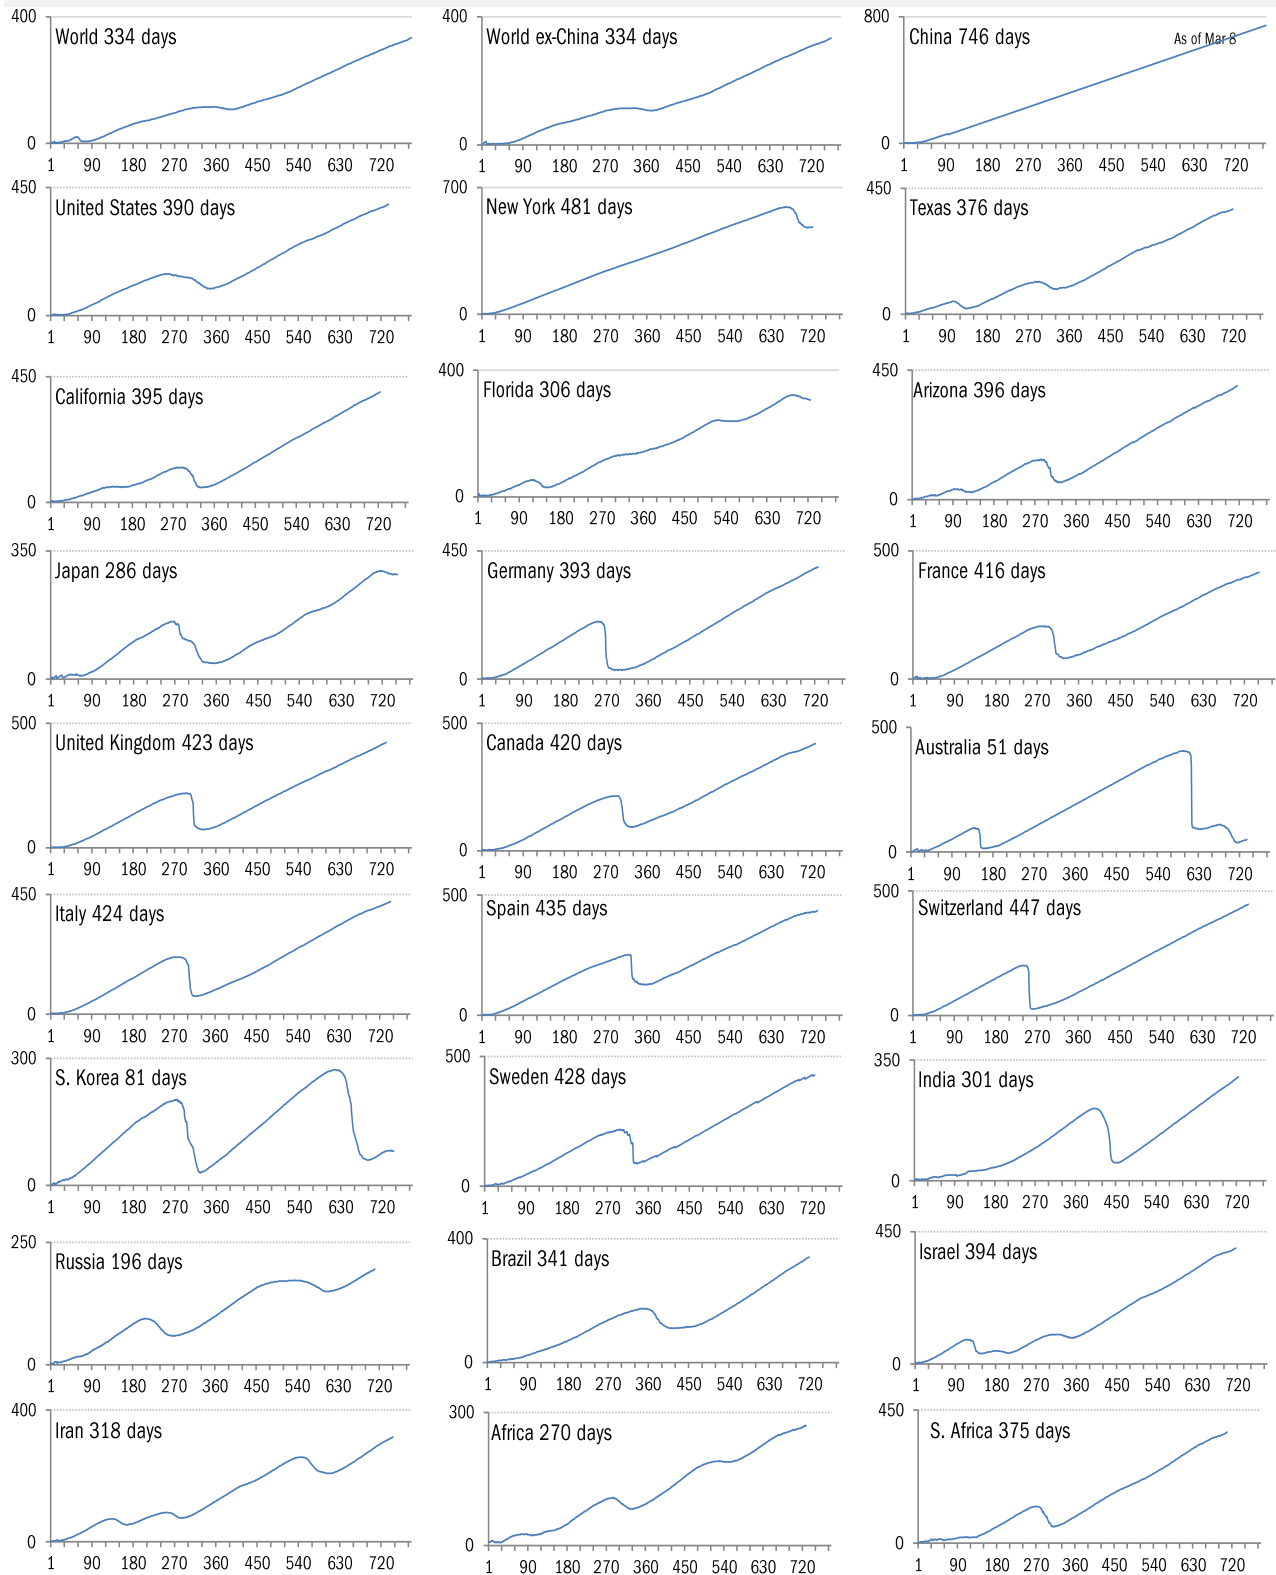 400 400 800
World 334 days World ex-China 334 days China 746 days
As of Mar 8
0 0 0
1 90 180 270 360 450 540 630 720 1 90 180 270 360 450 540 630 720 1 90 180 270 360 450 540 630 720
450 700 450
United States 390 days New York 481 days Texas 376 days
0 0 0
1 90 180 270 360 450 540 630 720 1 90 180 270 360 450 540 630 720 1 90 180 270 360 450 540 630 720
450 400 450
California 395 days Florida 306 days Arizona 396 days
0 0 0
1 90 180 270 360 450 540 630 720 1 90 180 270 360 450 540 630 720 1 90 180 270 360 450 540 630 720
350 450 500
Japan 286 days Germany 393 days France 416 days
0 0 0
1 90 180 270 360 450 540 630 720 1 90 180 270 360 450 540 630 720 1 90 180 270 360 450 540 630 720
500 500 500
United Kingdom 423 days Canada 420 days Australia 51 days
0 0 0
1 90 180 270 360 450 540 630 720 1 90 180 270 360 450 540 630 720 1 90 180 270 360 450 540 630 720
450 500 500
Italy 424 days Spain 435 days Switzerland 447 days
0 0 0
1 90 180 270 360 450 540 630 720 1 90 180 270 360 450 540 630 720 1 90 180 270 360 450 540 630 720
300 500 350
S. Korea 81 days Sweden 428 days India 301 days
0 0 0
1 90 180 270 360 450 540 630 720 1 90 180 270 360 450 540 630 720 1 90 180 270 360 450 540 630 720
250 400 450
Russia 196 days Brazil 341 days Israel 394 days
0 0 0
1 90 180 270 360 450 540 630 720 1 90 180 270 360 450 540 630 720 1 90 180 270 360 450 540 630 720
400 300 450
Iran 318 days Africa 270 days S. Africa 375 days
0 0 0
1 90 180 270 360 450 540 630 720 1 90 180 270 360 450 540 630 720 1 90 180 270 360 450 540 630 720